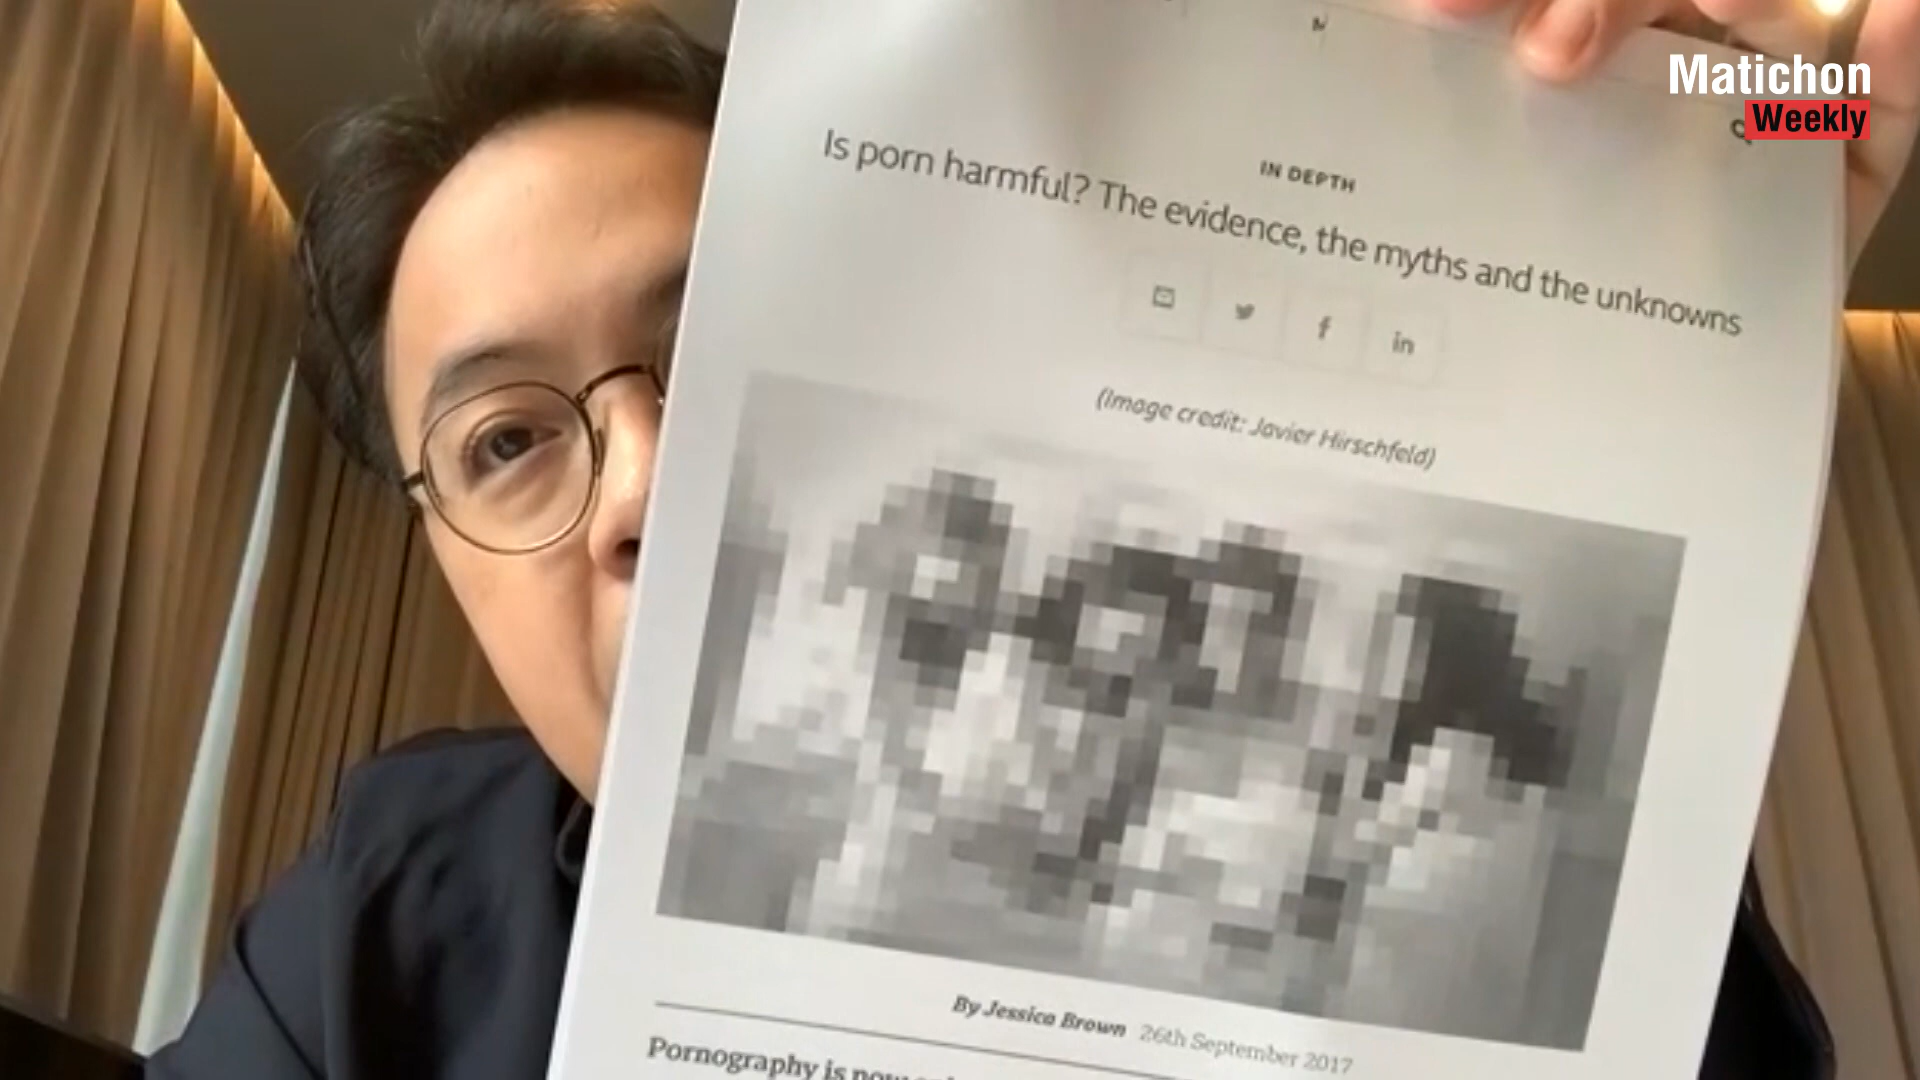 Matichon
Weekly
IN DEPTH
Is porn harmful? The evidence, the myths and the unknowns
f
in
(Image credit: Javier Hirschfeld)
By Jessica Brown 26th September 2017
Pornography is